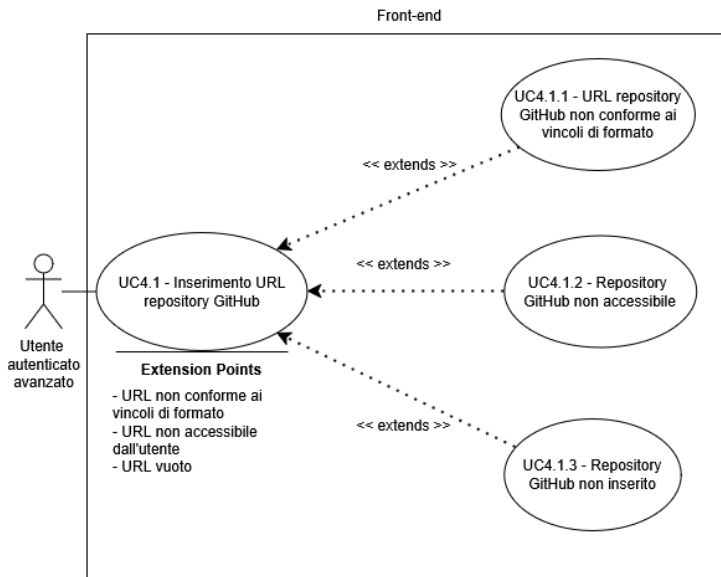 Front-end
UC4.1.1 - URL repository
GitHub non conforme ai
vincoli di formato
<< extends >>
UC4.1 - Inserimento URL
repository GitHub
<< extends >>
UC4.1.2 - Repository
GitHub non accessibile
Utente
autenticato
avanzato
Extension Points
- URL non conforme ai
vincoli di formato
- URL non accessibile
dall'utente
- URL vuoto
<< extends >>
UC4.1.3 - Repository
GitHub non inserito